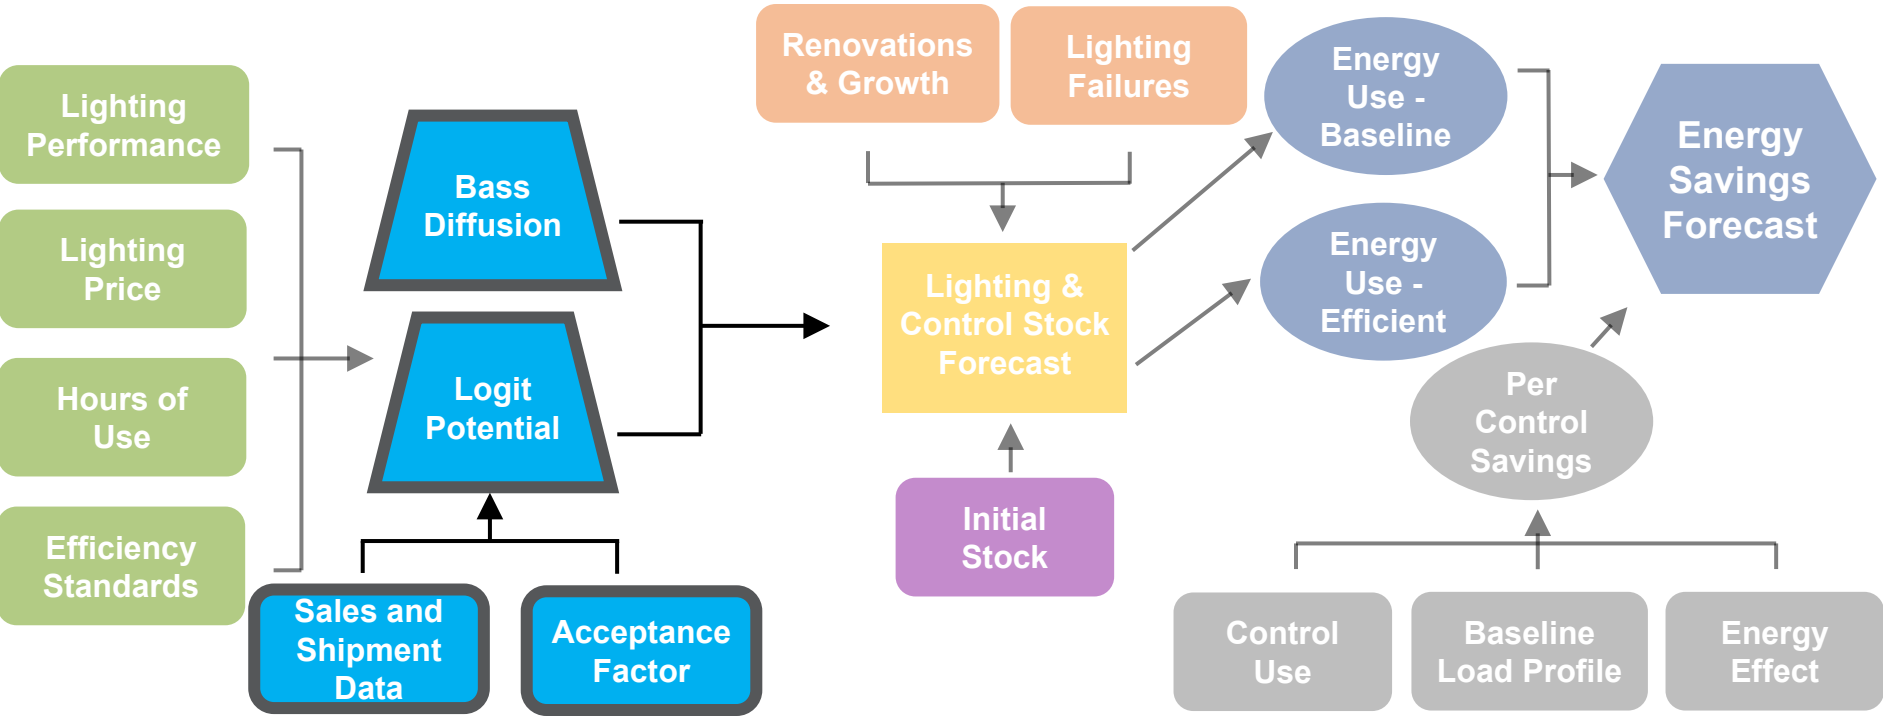 Lighting
Performance
Lighting
Price
Hours of
Use
Efficiency
Standards
Bass
Diffusion
Logit
Potential
Sales and
Shipment
Data
Acceptance
Factor
Renovations
& Growth
Lighting
Failures
Lighting &
Control Stock
Forecast
Initial
Stock
Energy
Use -
Baseline
Energy
Use -
Efficient
Energy
Savings
Forecast
Per
Control
Savings
Control
Use
Baseline
Load Profile
Energy
Effect